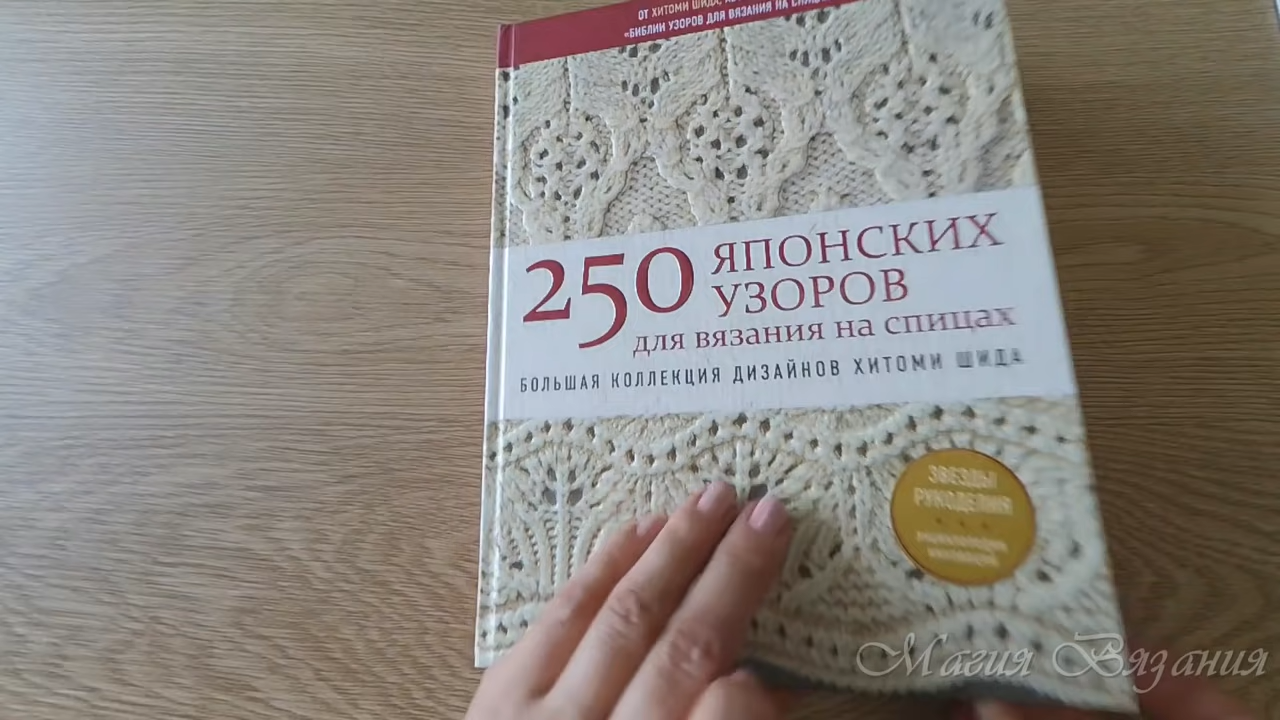 ОТ ХИТОМИ ШИДА,
«БИБЛИИ УЗОРОВ ДЛЯ ВЯЗАНИЯ НА
250 ЯПОНСКИХ
УЗОРОВ
для вязания на спицах
БОЛЬШАЯ КОЛЛЕКЦИЯ ДИЗАЙНОВ ХИТОМИ ШИДА
ЗВЕЗДЫ
РУКОДЕЛИЯ
Магия Вязания